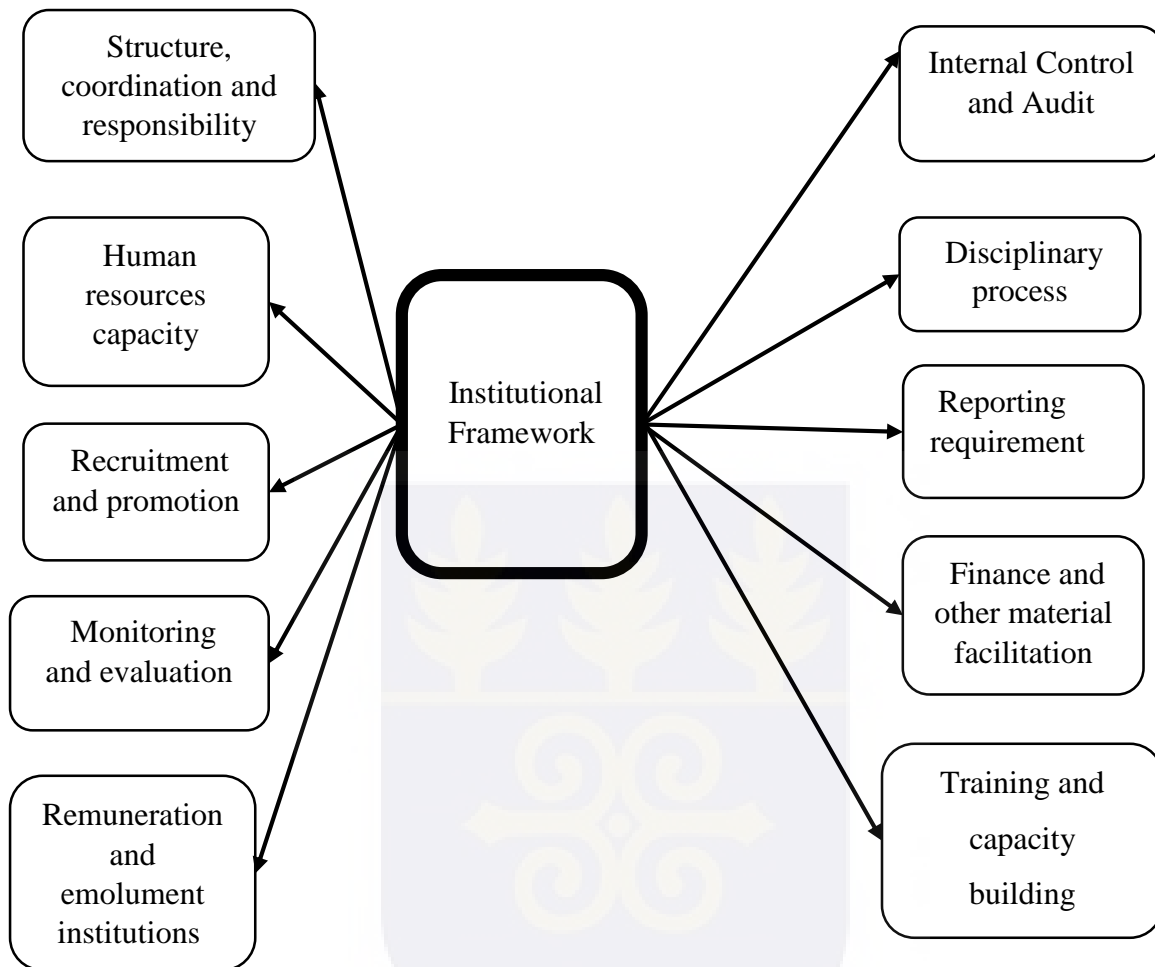 Structure,
coordination and
responsibility
Human
resources
capacity
Recruitment
and promotion
Monitoring
and evaluation
Remuneration
and
emolument
institutions
Institutional
Framework
Internal Control
and Audit
Disciplinary
process
Reporting
requirement
Finance and
other material
facilitation
Training and
capacity
building